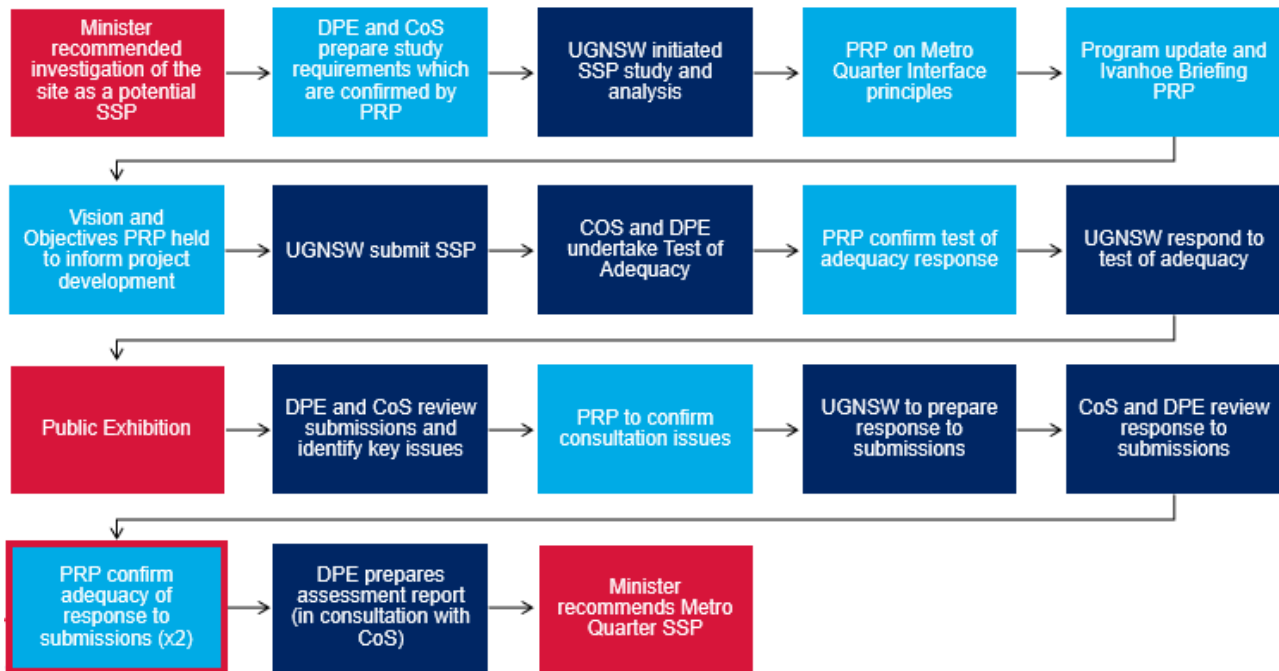 Minister
recommended
investigation of the
site as a potential
SSP
DPE and CoS
prepare study
requirements which
are confirmed by
PRP
UGNSW initiated
SSP study and
analysis
PRP on Metro
Quarter Interface
principles
Program update and
Ivanhoe Briefing
PRP
Vision and
Objectives PRP held
to inform project
development
UGNSW submit SSP
COS and DPE
undertake Test of
Adequacy
PRP confirm test of
adequacy response
UGNSW respond to
test of adequacy
Public Exhibition
DPE and CoS review
submissions and
identify key issues
PRP to confirm
consultation issues
UGNSW to prepare
response to
submissions
CoS and DPE review
response to
submissions
PRP confirm
adequacy of
response to
submissions (x2)
DPE prepares
assessment report
(in consultation with
CoS)
Minister
recommends Metro
Quarter SSP